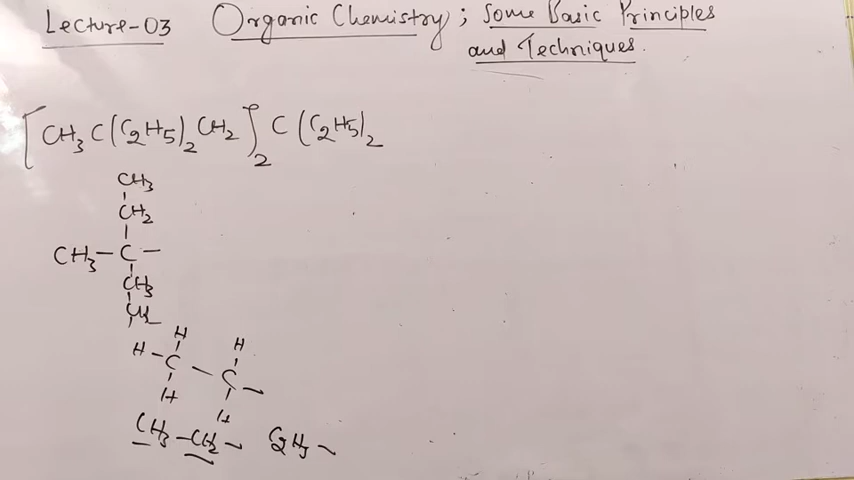 Lecture-03 Organic Chemistry; Some Basic Principles
and Techniques.
[CH3 C(C2H5)2 CH2]2 C (C2H5)2
CH3
CH2
CH3 - C -
CH3
H
H - C - C - H
H H
CH3 - CH2 - C2H5 -